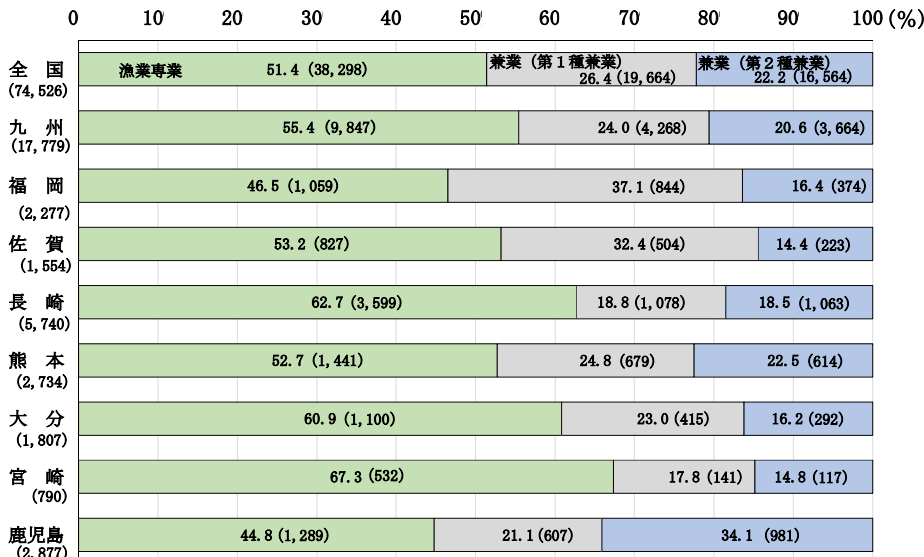 0 10 20 30 40 50 60 70 80 90 100 (%)
全国 漁業専業 51.4 (38,298) 兼業（第1種兼業） 26.4 (19,664) 兼業（第2種兼業） 22.2 (16,564)
(74,526)
九州 55.4 (9,847) 24.0 (4,268) 20.6 (3,664)
(17,779)
福岡 46.5 (1,059) 37.1 (844) 16.4 (374)
(2,277)
佐賀 53.2 (827) 32.4 (504) 14.4 (223)
(1,554)
長崎 62.7 (3,599) 18.8 (1,078) 18.5 (1,063)
(5,740)
熊本 52.7 (1,441) 24.8 (679) 22.5 (614)
(2,734)
大分 60.9 (1,100) 23.0 (415) 16.2 (292)
(1,807)
宮崎 67.3 (532) 17.8 (141) 14.8 (117)
(790)
鹿児島 44.8 (1,289) 21.1 (607) 34.1 (981)
(2,877)